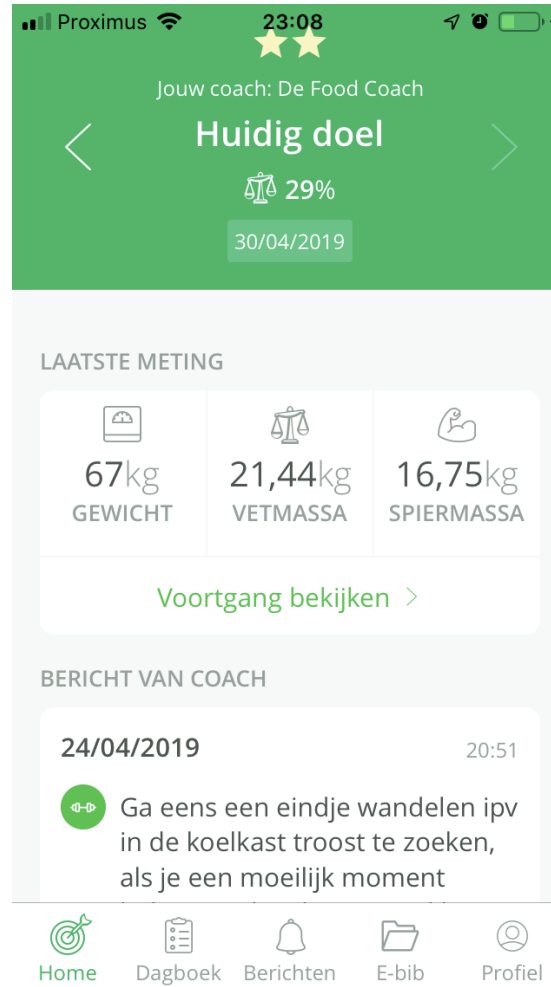 Proximus 23:08
Jouw coach: De Food Coach
Huidig doel
29%
30/04/2019
LAATSTE METING
67kg 21,44kg 16,75kg
GEWICHT VETMASSA SPIERMASSA
Voortgang bekijken >
BERICHT VAN COACH
24/04/2019 20:51
Ga eens een eindje wandelen ipv
in de koelkast troost te zoeken,
als je een moeilijk moment
Home Dagboek Berichten E-bib Profiel